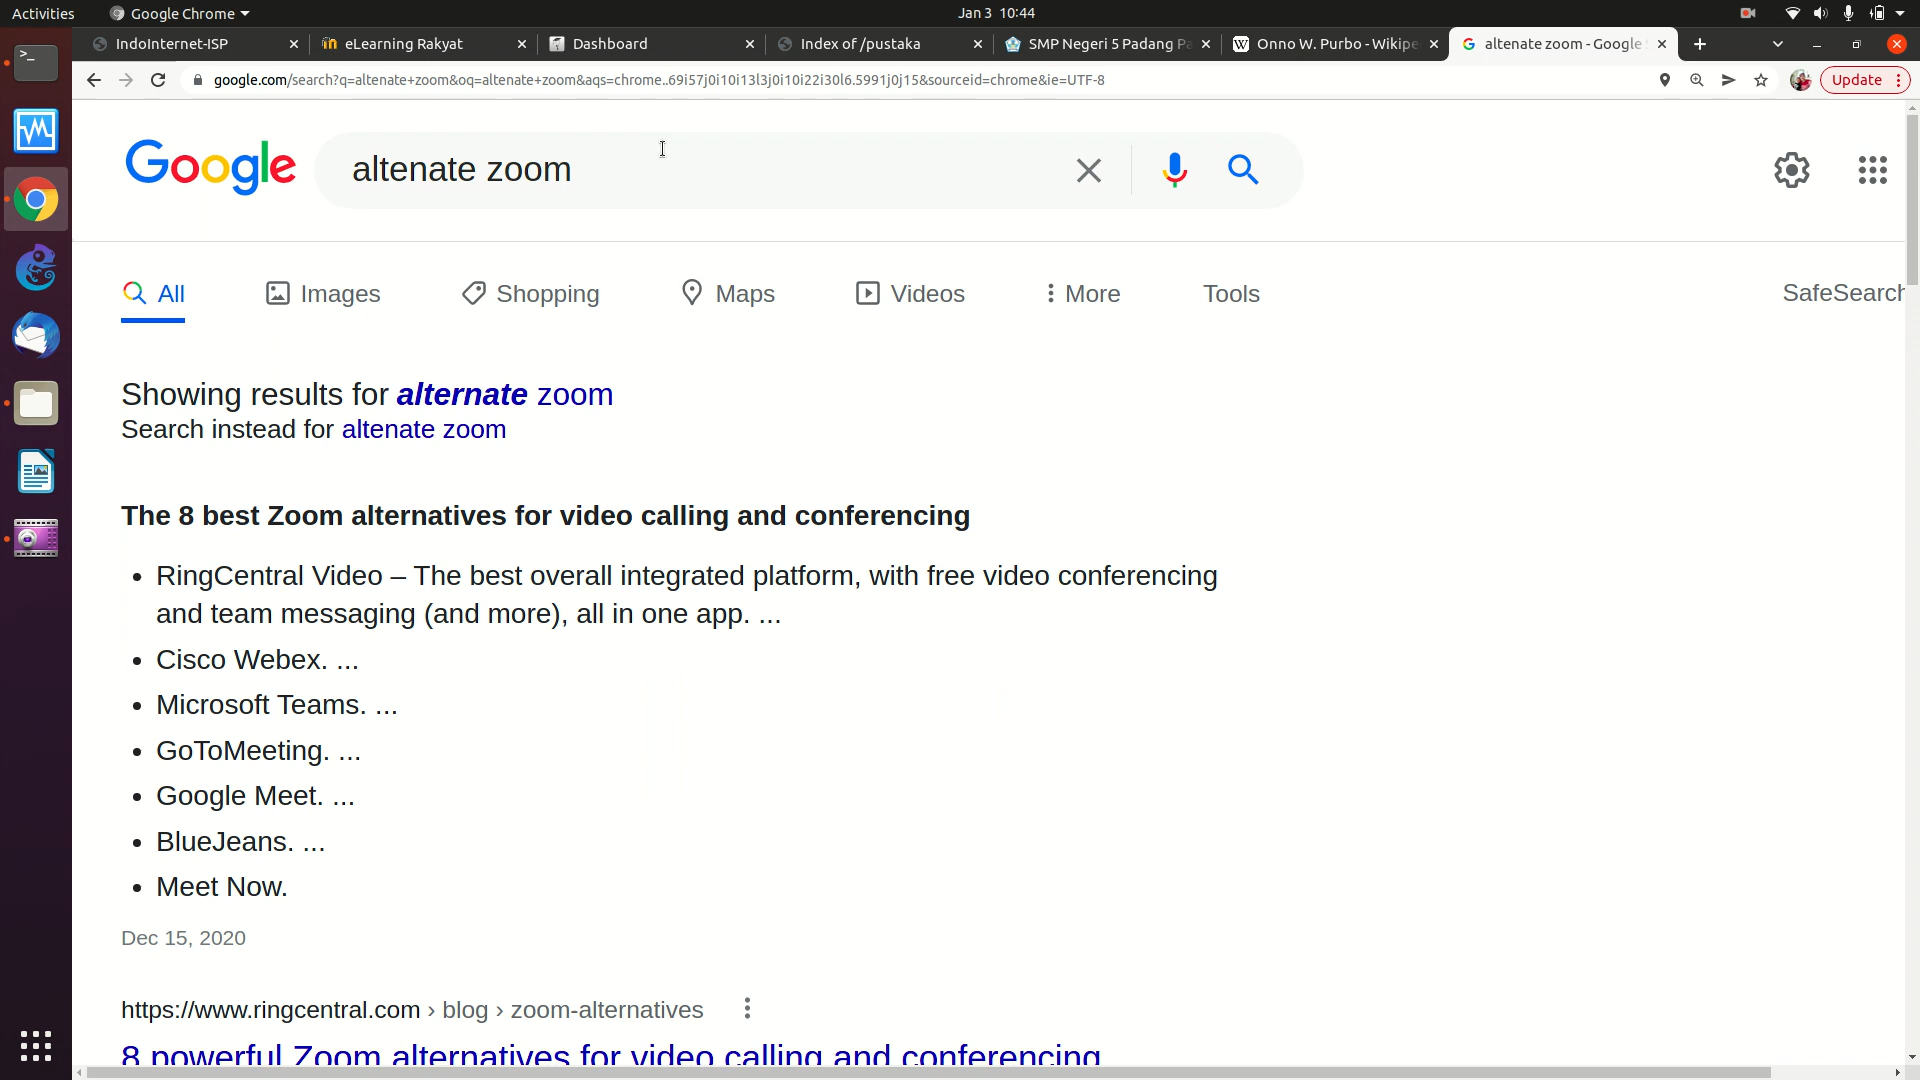 Activities Google Chrome Jan 3 10:44
IndoInternet-ISP eLearning Rakyat Dashboard Index of /pustaka SMP Negeri 5 Padang Pa Onno W. Purbo - Wikipe altenate zoom - Google
google.com/search?q=altenate+zoom&oq=altenate+zoom&aqs=chrome..69i57j0i10i13l3j0i10i22i30l6.5991j0j15&sourceid=chrome&ie=UTF-8 Update
Google altenate zoom
All Images Shopping Maps Videos More Tools SafeSearch
Showing results for alternate zoom
Search instead for altenate zoom
The 8 best Zoom alternatives for video calling and conferencing
• RingCentral Video – The best overall integrated platform, with free video conferencing
and team messaging (and more), all in one app. ...
• Cisco Webex. ...
• Microsoft Teams. ...
• GoToMeeting. ...
• Google Meet. ...
• BlueJeans. ...
• Meet Now.
Dec 15, 2020
https://www.ringcentral.com › blog › zoom-alternatives
8 powerful Zoom alternatives for video calling and conferencing